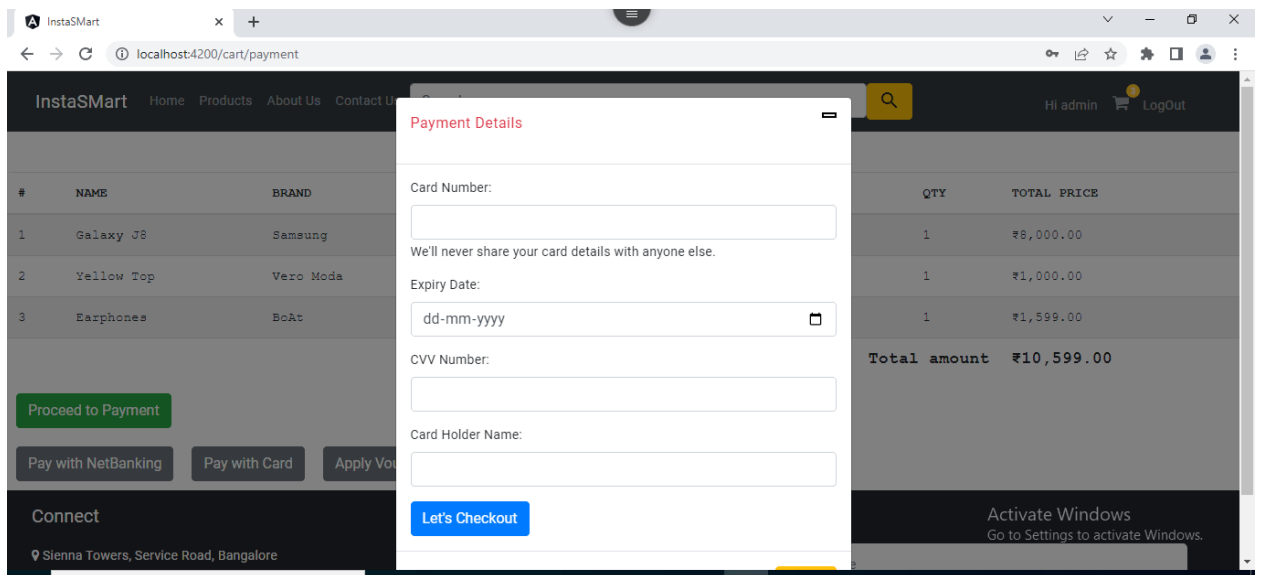 InstaSMart
localhost:4200/cart/payment
InstaSMart Home Products About Us Contact
Hi admin 3 LogOut
Payment Details
# NAME BRAND QTY TOTAL PRICE
1 Galaxy J8 Samsung 1 ₹8,000.00
2 Yellow Top Vero Moda 1 ₹1,000.00
3 Earphones BoAt 1 ₹1,599.00
Total amount ₹10,599.00
Card Number:
We'll never share your card details with anyone else.
Expiry Date:
dd-mm-yyyy
CVV Number:
Card Holder Name:
Let's Checkout
Proceed to Payment
Pay with NetBanking Pay with Card Apply
Connect
Sienna Towers, Service Road, Bangalore
Activate Windows
Go to Settings to activate Windows.